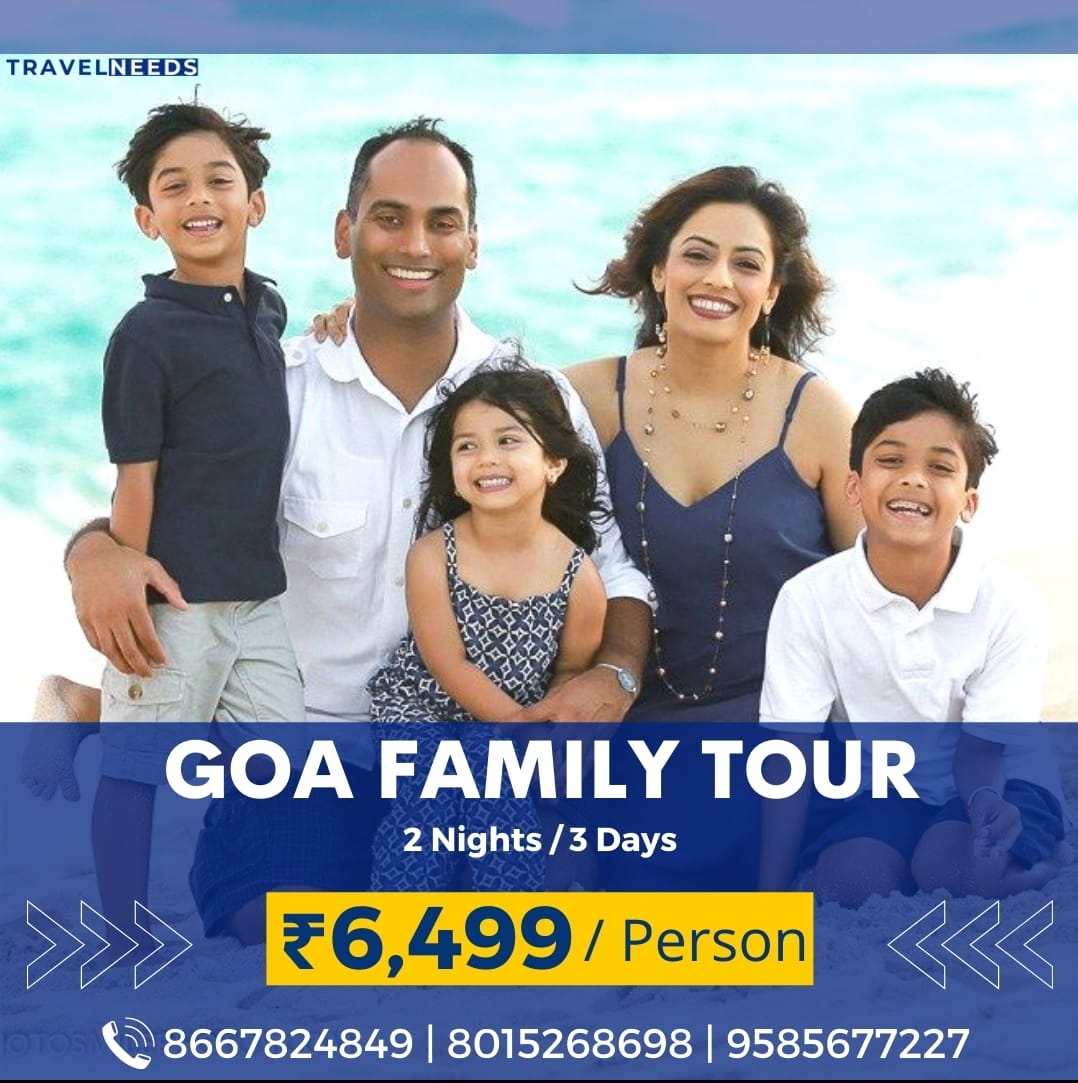 TRAVELNEEDS
GOA FAMILY TOUR
2 Nights / 3 Days
₹6,499 / Person
8667824849 | 8015268698 | 9585677227